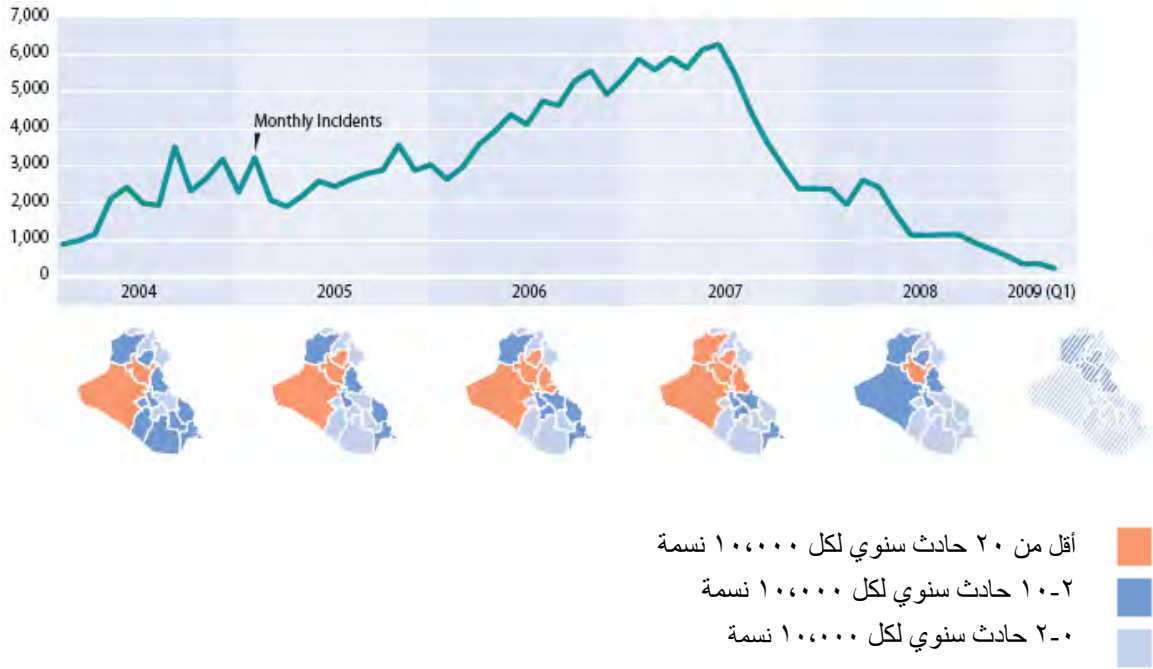 7,000
6,000
5,000
4,000
3,000
2,000
1,000
0
Monthly Incidents
2004 2005 2006 2007 2008 2009 (Q1)
أقل من ٢٠ حادث سنوي لكل ١٠،٠٠٠ نسمة
٢-١٠ حادث سنوي لكل ١٠،٠٠٠ نسمة
٠-٢ حادث سنوي لكل ١٠،٠٠٠ نسمة